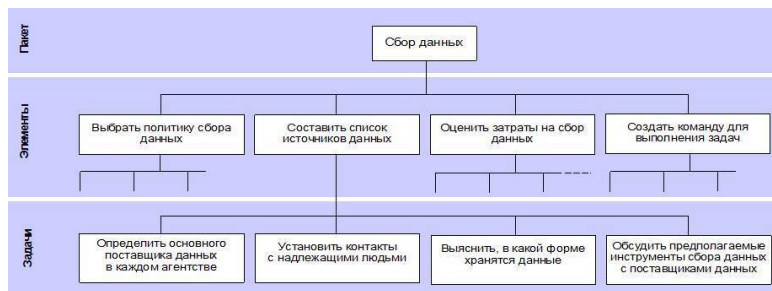 Пакет
Сбор данных
Элементы
Выбрать политику сбора
данных
Составить список
источников данных
Оценить затраты на сбор
данных
Создать команду для
выполнения задач
Задачи
Определить основного
поставщика данных
в каждом агентстве
Установить контакты
с надлежащими людьми
Выяснить, в какой форме
хранятся данные
Обсудить предполагаемые
инструменты сбора данных
с поставщиками данных